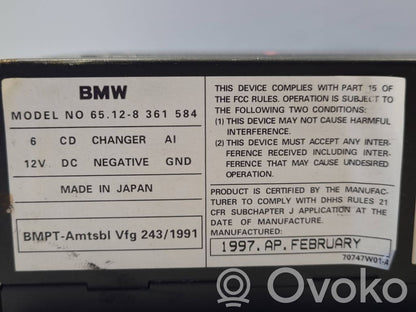 BMW
MODEL NO 65.12-8 361 584
6 CD CHANGER AI
12V DC NEGATIVE GND
MADE IN JAPAN
BMPT-Amtsbl Vfg 243/1991
THIS DEVICE COMPLIES WITH PART 15 OF
THE FCC RULES. OPERATION IS SUBJECT TO
THE FOLLOWING TWO CONDITIONS:
(1) THIS DEVICE MAY NOT CAUSE HARMFUL
INTERFERENCE.
(2) THIS DEVICE MUST ACCEPT ANY INTER-
FERENCE RECEIVED INCLUDING INTER-
FERENCE THAT MAY CAUSE UNDESIRED
OPERATION.
PRODUCT IS CERTIFIED BY THE MANUFAC-
TURER TO COMPLY WITH DHHS RULES 21
CFR SUBCHAPTER J APPLICABLE AT DATE OF
MANUFACTURE.
MANUFACTURED:
1997.AP.FEBRUARY
70747W01-A
Ovoko